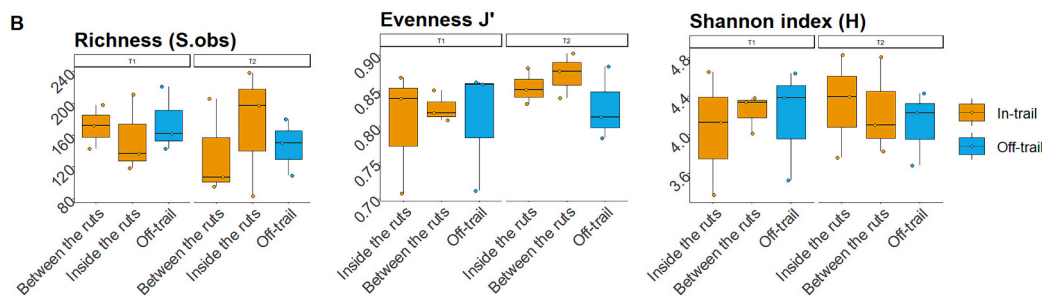 B
Richness (S.obs)
T1
T2
240
200
160
120
80
Between the ruts
Inside the ruts
Off-trail
Between the ruts
Inside the ruts
Off-trail
Evenness J'
T1
T2
0.90
0.85
0.80
0.75
0.70
Inside the ruts
Between the ruts
Off-trail
Inside the ruts
Between the ruts
Off-trail
Shannon index (H)
T1
T2
4.8
4.4
4.0
3.6
Inside the ruts
Between the ruts
Off-trail
Inside the ruts
Between the ruts
Off-trail
In-trail
Off-trail